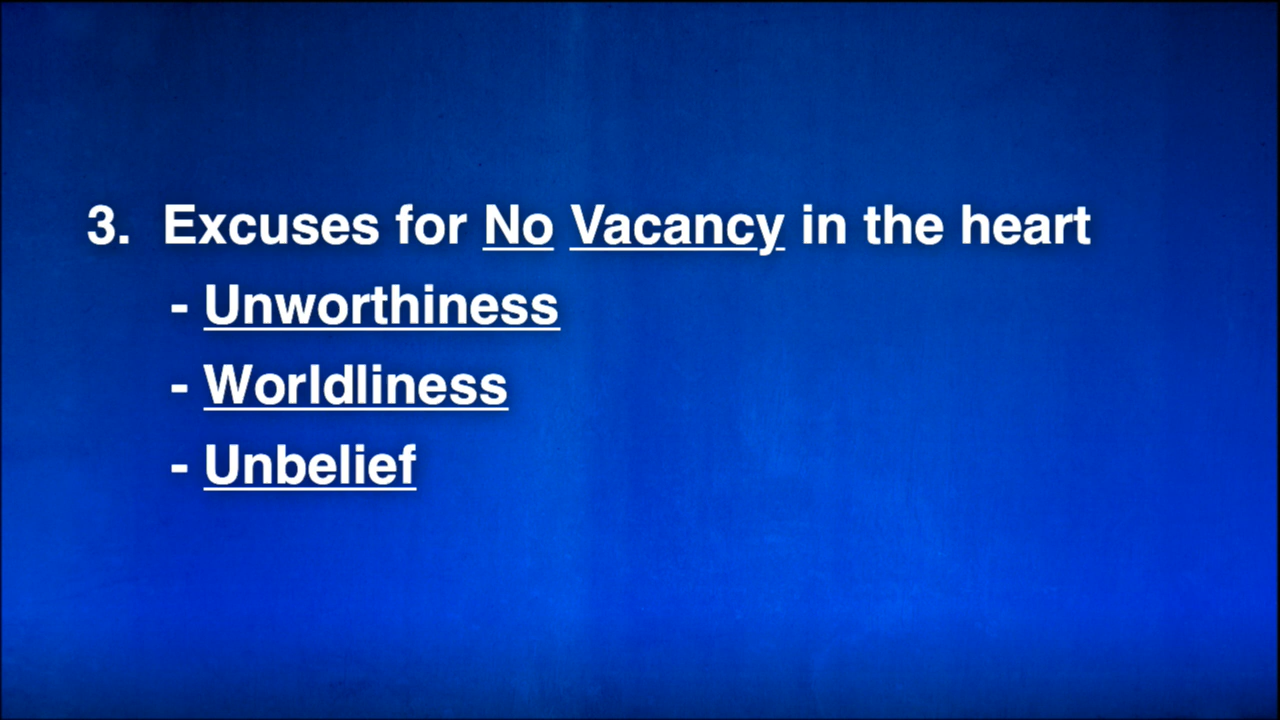 3. Excuses for No Vacancy in the heart
- Unworthiness
- Worldliness
- Unbelief